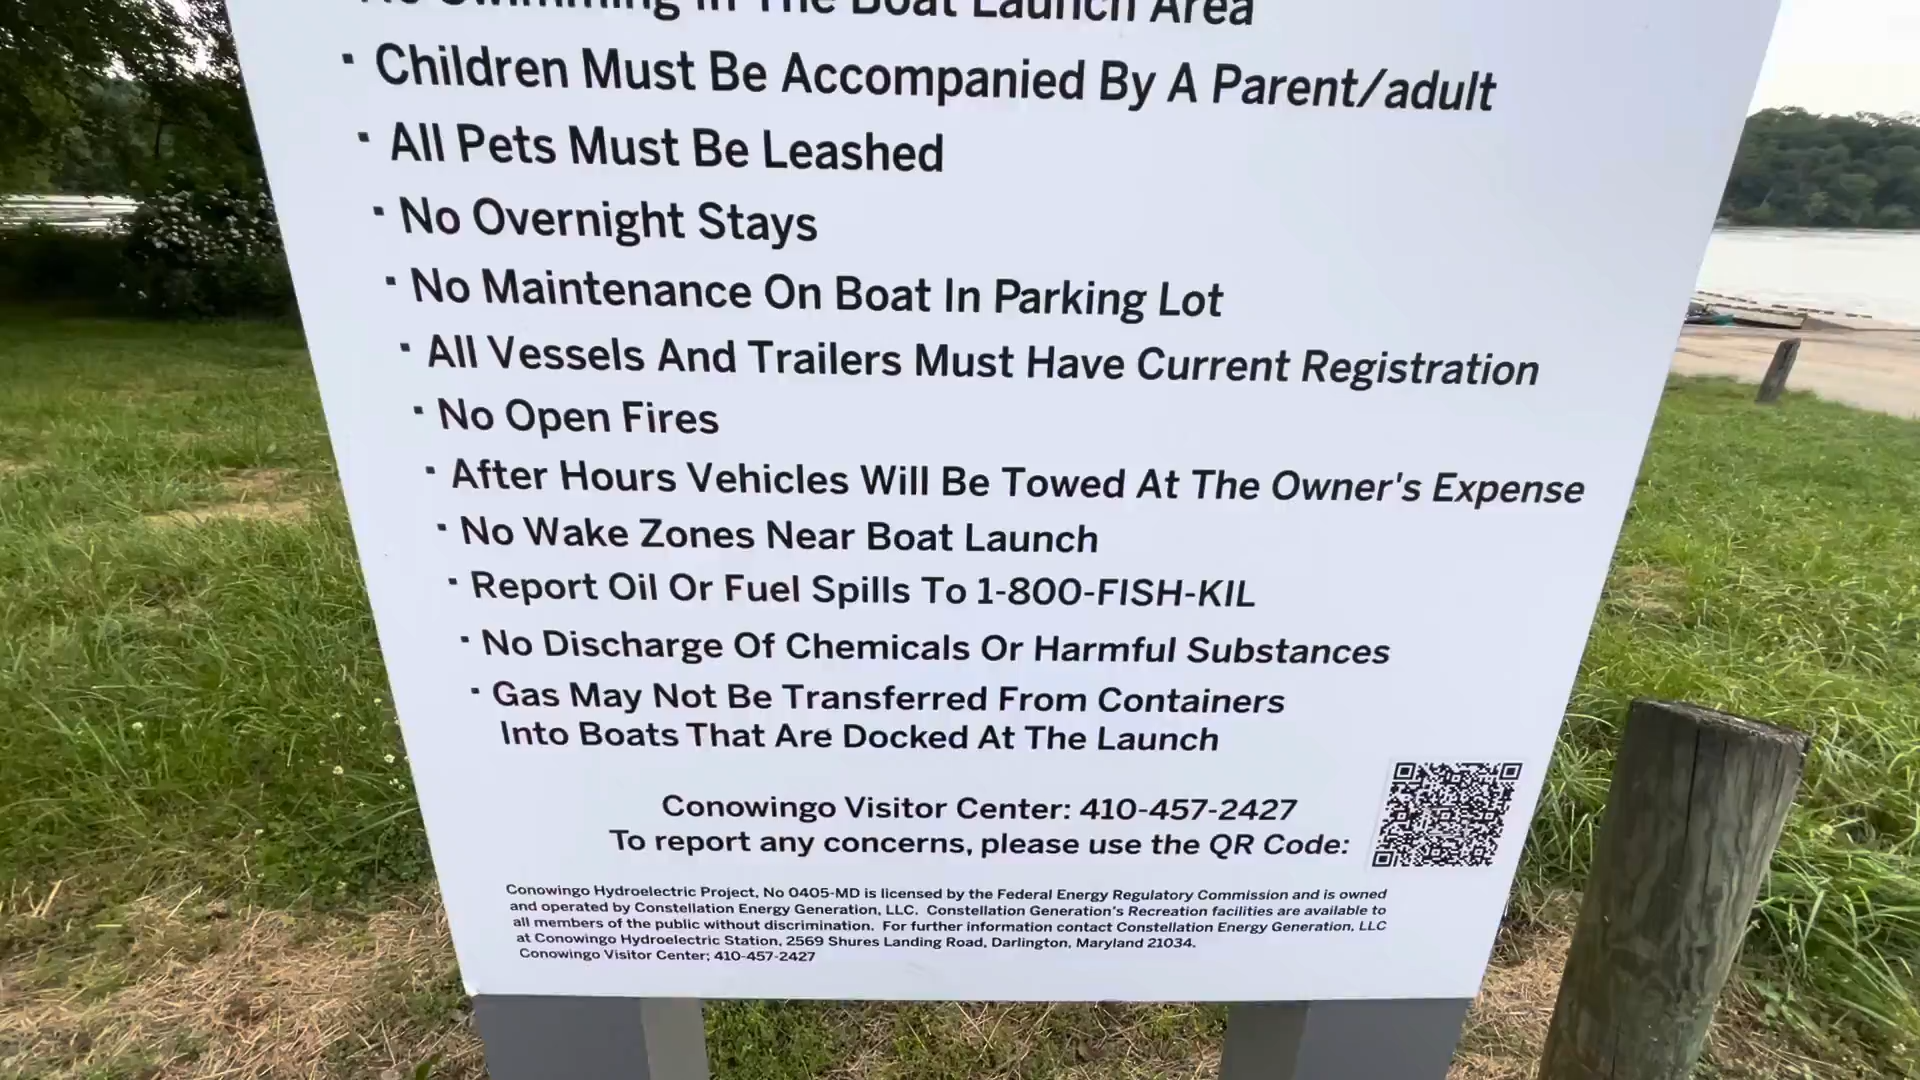 No Swimming In The Boat Launch Area
· Children Must Be Accompanied By A Parent/adult
· All Pets Must Be Leashed
· No Overnight Stays
· No Maintenance On Boat In Parking Lot
· All Vessels And Trailers Must Have Current Registration
· No Open Fires
· After Hours Vehicles Will Be Towed At The Owner's Expense
· No Wake Zones Near Boat Launch
· Report Oil Or Fuel Spills To 1-800-FISH-KIL
· No Discharge Of Chemicals Or Harmful Substances
· Gas May Not Be Transferred From Containers
Into Boats That Are Docked At The Launch
Conowingo Visitor Center: 410-457-2427
To report any concerns, please use the QR Code:
Conowingo Hydroelectric Project, No 0405-MD is licensed by the Federal Energy Regulatory Commission and is owned
and operated by Constellation Energy Generation, LLC. Constellation Generation's Recreation facilities are available to
all members of the public without discrimination. For further information contact Constellation Energy Generation, LLC
at Conowingo Hydroelectric Station, 2569 Shures Landing Road, Darlington, Maryland 21034.
Conowingo Visitor Center; 410-457-2427